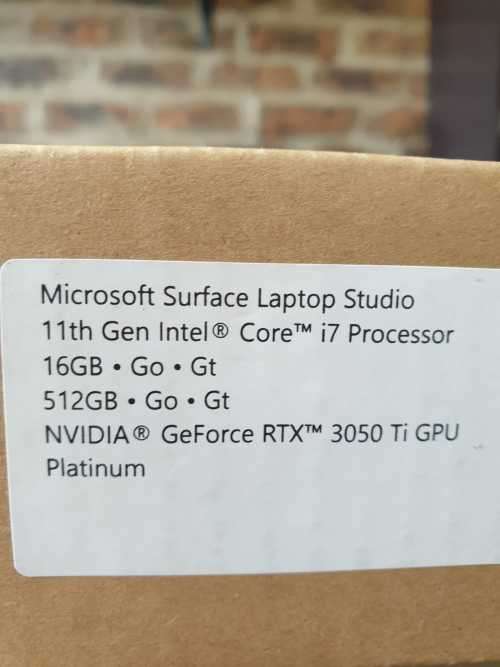 Microsoft Surface Laptop Studio
11th Gen Intel® Core™ i7 Processor
16GB • Go • Gt
512GB • Go • Gt
NVIDIA® GeForce RTX™ 3050 Ti GPU
Platinum